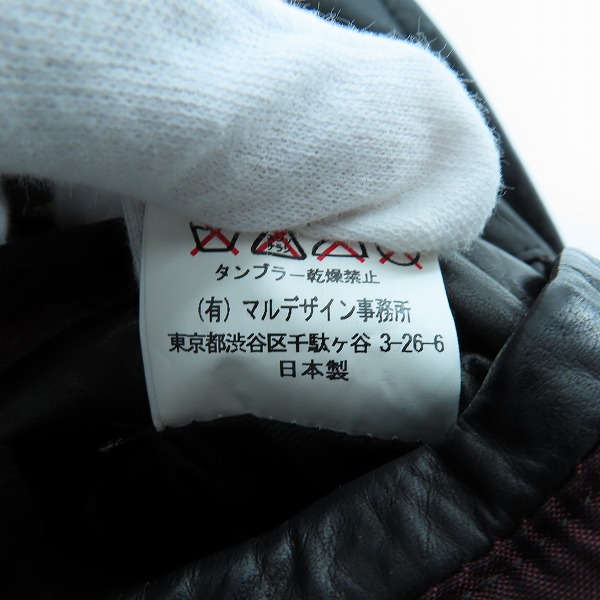 タンブラー乾燥禁止
(有) マルデザイン事務所
東京都渋谷区千駄ヶ谷 3-26-6
日本製